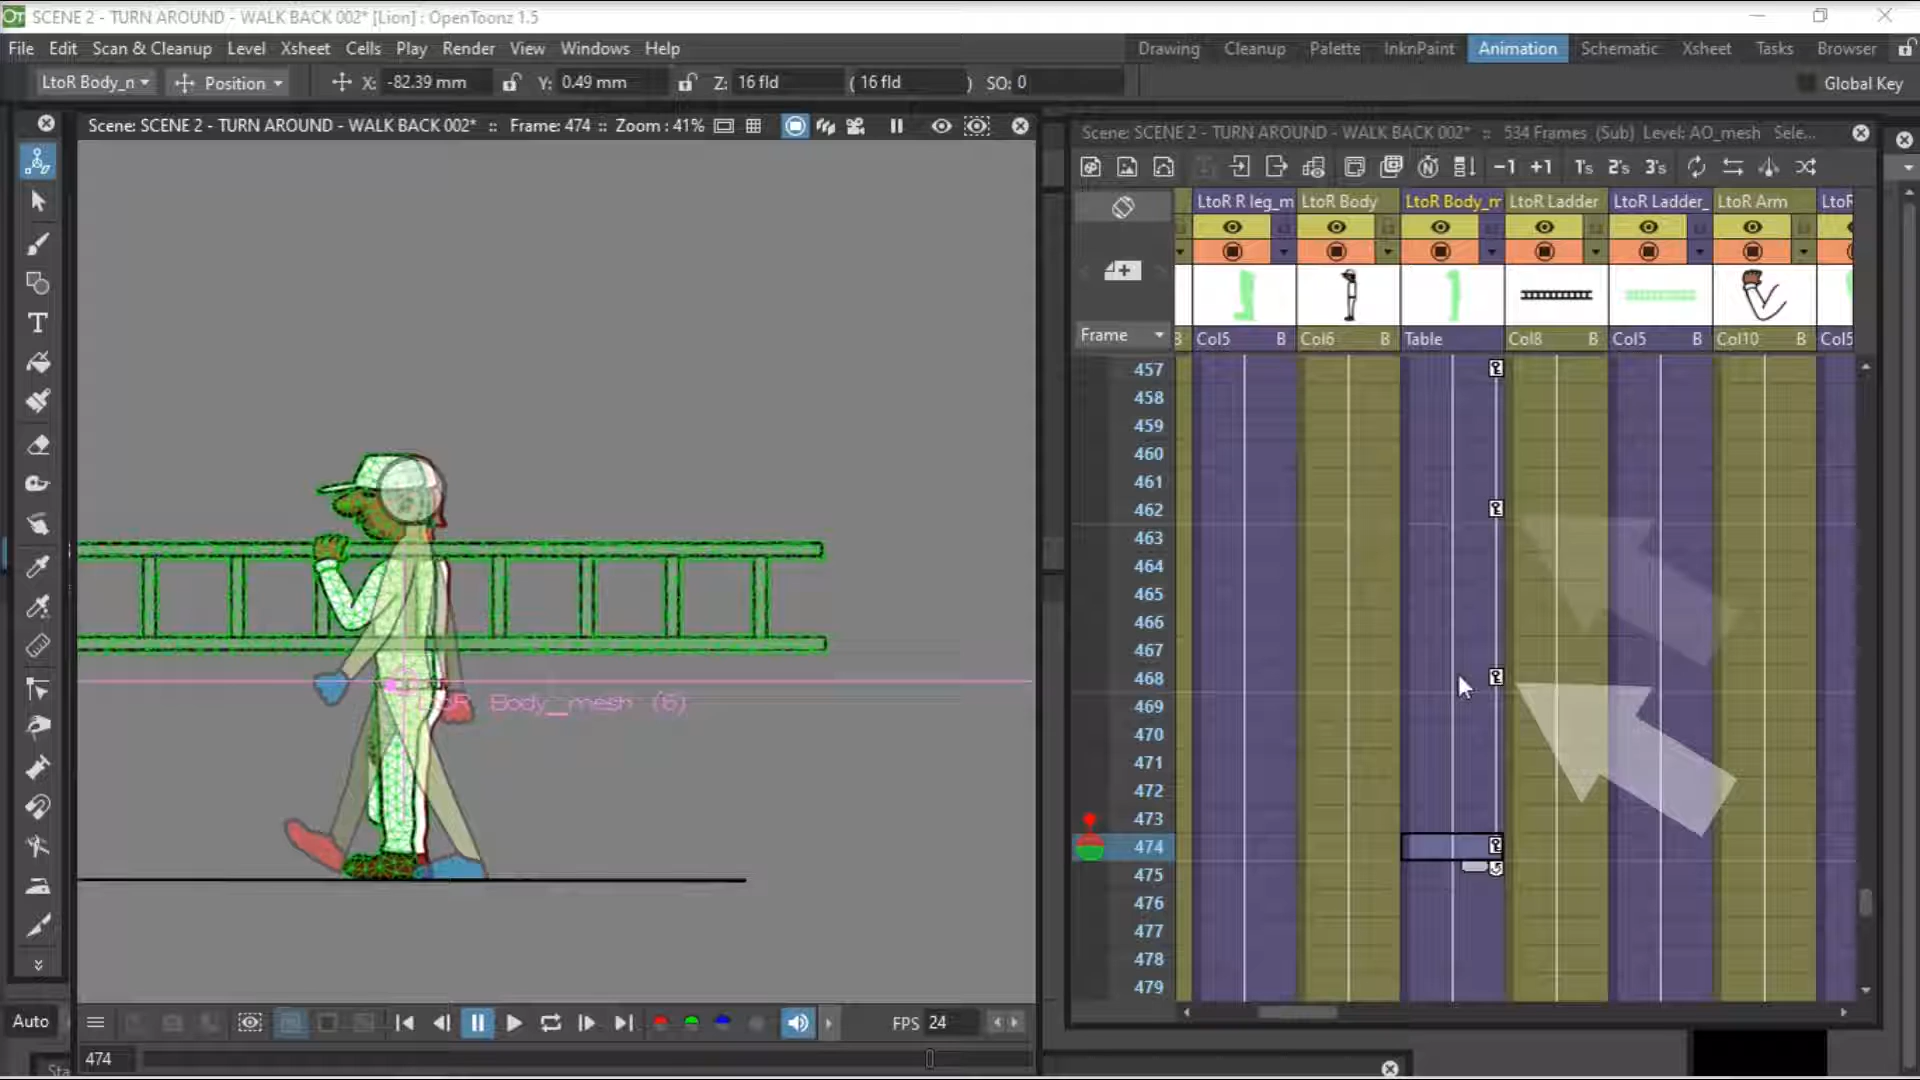 SCENE 2 - TURN AROUND - WALK BACK 002* [Lion] : OpenToonz 1.5
File Edit Scan & Cleanup Level Xsheet Cells Play Render View Windows Help
Drawing Cleanup Palette InknPaint Animation Schematic Xsheet Tasks Browser
LtoR Body_n Position X: -82.39 mm Y: 0.49 mm Z: 16 fld ( 16 fld ) SO: 0 Global Key
Scene: SCENE 2 - TURN AROUND - WALK BACK 002* :: Frame: 474 :: Zoom : 41%
Scene: SCENE 2 - TURN AROUND - WALK BACK 002* :: 534 Frames (Sub) Level: AO_mesh Sele...
-1 +1 1's 2's 3's
LtoR R leg_m LtoR Body LtoR Body_m LtoR Ladder LtoR Ladder_ LtoR Arm LtoR
Frame B Col5 B Col6 B Table Col8 B Col5 B Col10 B Col5
457
458
459
460
461
462
463
464
465
466
467
468
469
470
471
472
473
474
475
476
477
478
479
LtoR Body_mesh (6)
Auto FPS 24
474
Sta